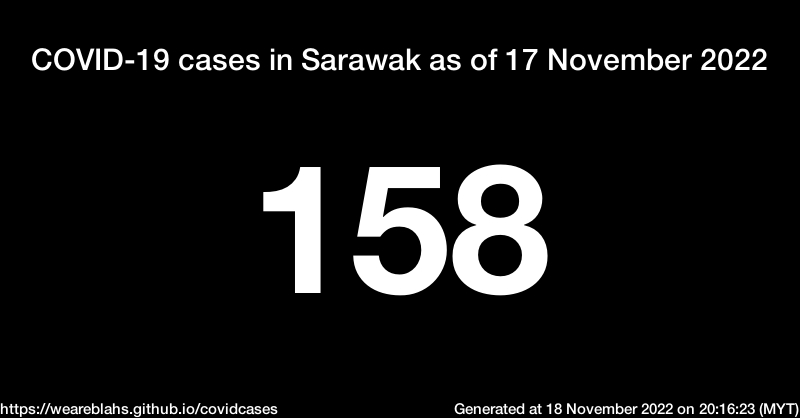 COVID-19 cases in Sarawak as of 17 November 2022
158
https://weareblahs.github.io/covidcases
Generated at 18 November 2022 on 20:16:23 (MYT)